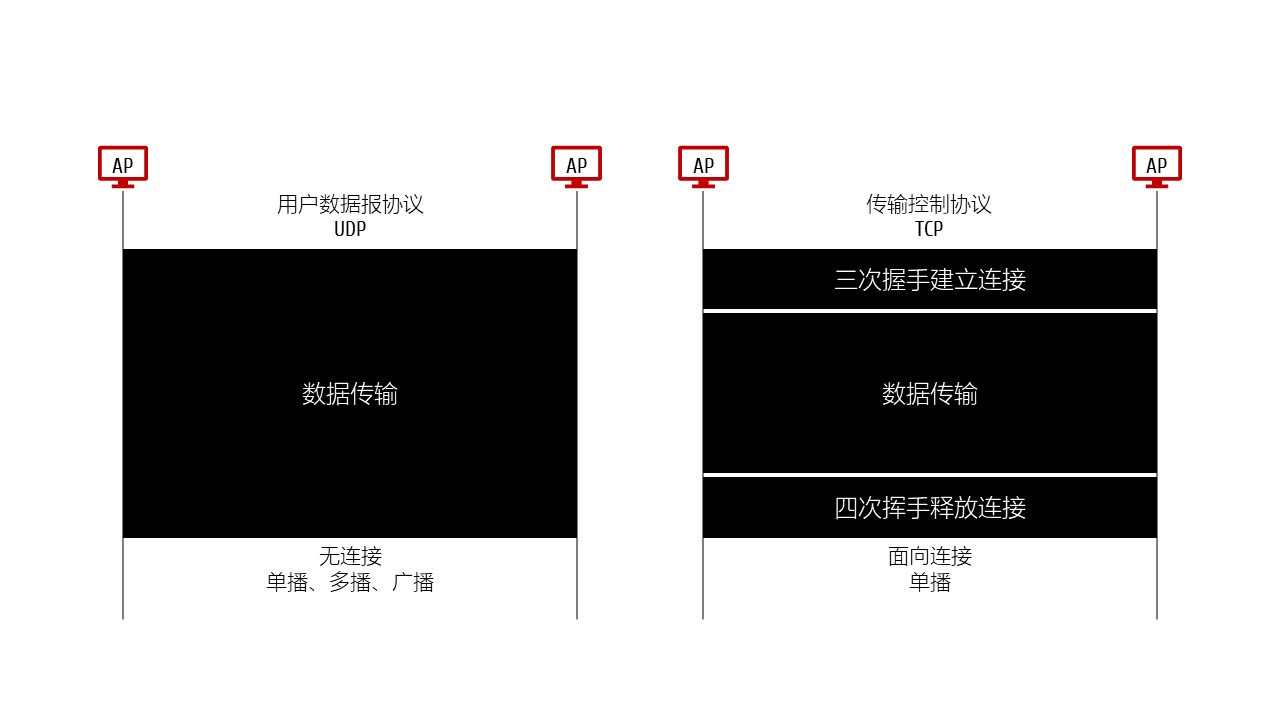 AP
AP
用户数据报协议
UDP
数据传输
无连接
单播、多播、广播
AP
AP
传输控制协议
TCP
三次握手建立连接
数据传输
四次挥手释放连接
面向连接
单播